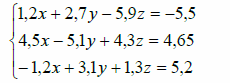 1,2x + 2,7y − 5,9z = −5,5
4,5x − 5,1y + 4,3z = 4,65
−1,2x + 3,1y + 1,3z = 5,2